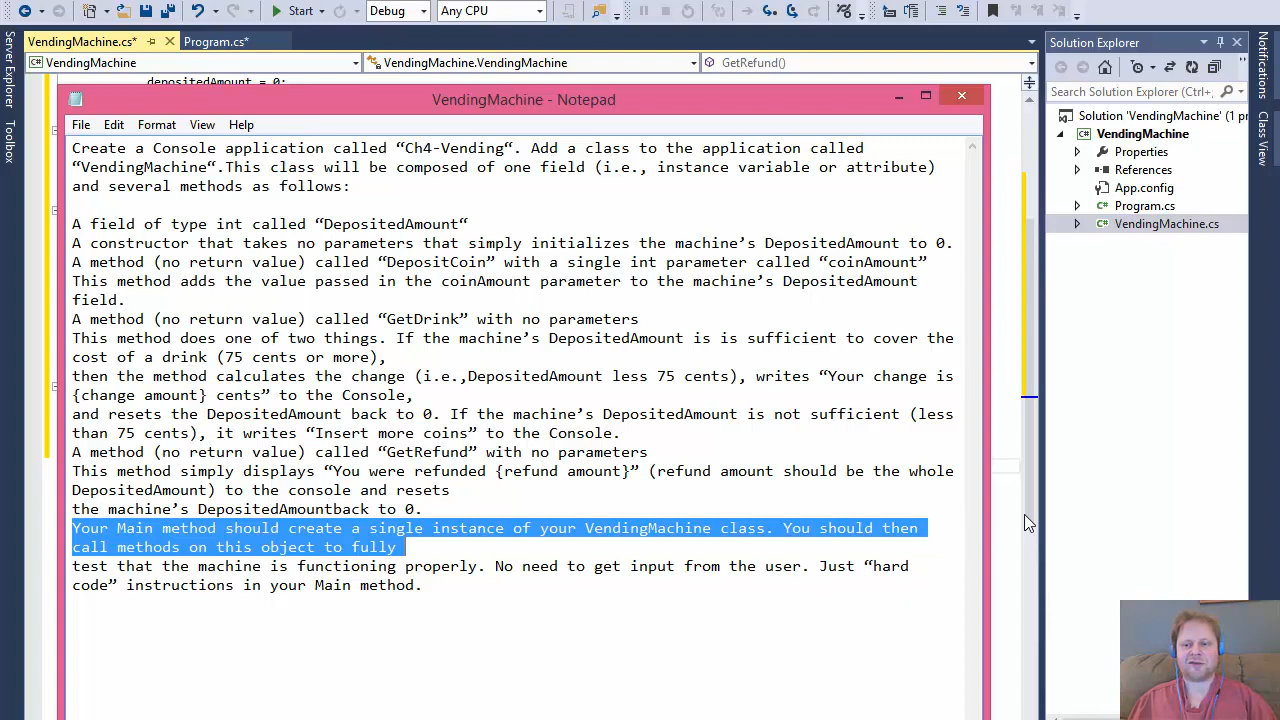 Start
Debug
Any CPU
VendingMachine.cs*
Program.cs*
VendingMachine
VendingMachine.VendingMachine
GetRefund()
depositedAmount = 0;
VendingMachine - Notepad
File Edit Format View Help
Create a Console application called “Ch4-Vending“. Add a class to the application called
“VendingMachine“.This class will be composed of one field (i.e., instance variable or attribute)
and several methods as follows:
A field of type int called “DepositedAmount“
A constructor that takes no parameters that simply initializes the machine’s DepositedAmount to 0.
A method (no return value) called “DepositCoin” with a single int parameter called “coinAmount”
This method adds the value passed in the coinAmount parameter to the machine’s DepositedAmount
field.
A method (no return value) called “GetDrink” with no parameters
This method does one of two things. If the machine’s DepositedAmount is is sufficient to cover the
cost of a drink (75 cents or more),
then the method calculates the change (i.e.,DepositedAmount less 75 cents), writes “Your change is
{change amount} cents” to the Console,
and resets the DepositedAmount back to 0. If the machine’s DepositedAmount is not sufficient (less
than 75 cents), it writes “Insert more coins” to the Console.
A method (no return value) called “GetRefund” with no parameters
This method simply displays “You were refunded {refund amount}” (refund amount should be the whole
DepositedAmount) to the console and resets
the machine’s DepositedAmountback to 0.
Your Main method should create a single instance of your VendingMachine class. You should then
call methods on this object to fully
test that the machine is functioning properly. No need to get input from the user. Just “hard
code” instructions in your Main method.
Server Explorer
Toolbox
Solution Explorer
Search Solution Explorer (Ctrl+;
Solution 'VendingMachine' (1 pr
VendingMachine
Properties
References
App.config
C# Program.cs
C# VendingMachine.cs
Notifications
Class View